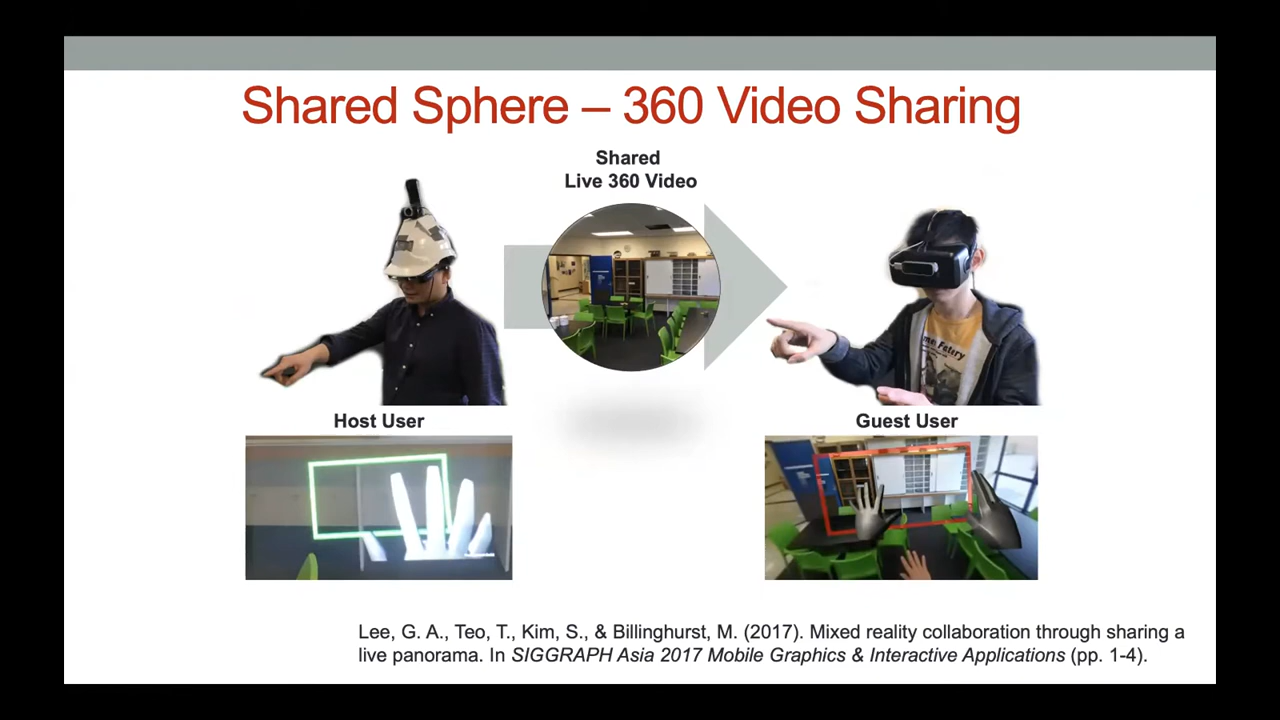 Shared Sphere – 360 Video Sharing
Shared
Live 360 Video
Host User
Guest User
Lee, G. A., Teo, T., Kim, S., & Billinghurst, M. (2017). Mixed reality collaboration through sharing a
live panorama. In SIGGRAPH Asia 2017 Mobile Graphics & Interactive Applications (pp. 1-4).